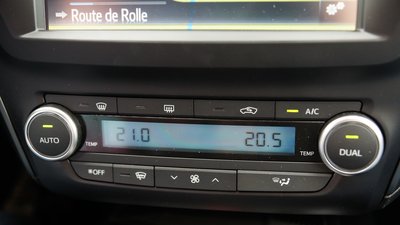 → Route de Rolle
A/C
AUTO
21.0
20.5
DUAL
TEMP
TEMP
OFF